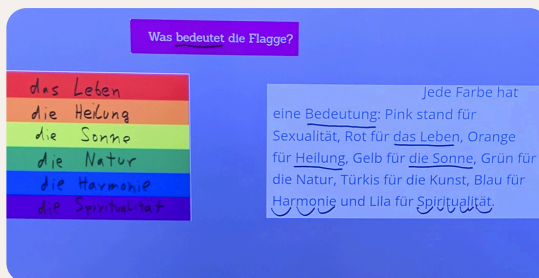 Was bedeutet die Flagge?
das Leben
die Heilung
die Sonne
die Natur
die Harmonie
die Spiritualität
Jede Farbe hat
eine Bedeutung: Pink stand für
Sexualität, Rot für das Leben, Orange
für Heilung, Gelb für die Sonne, Grün für
die Natur, Türkis für die Kunst, Blau für
Harmonie und Lila für Spiritualität.